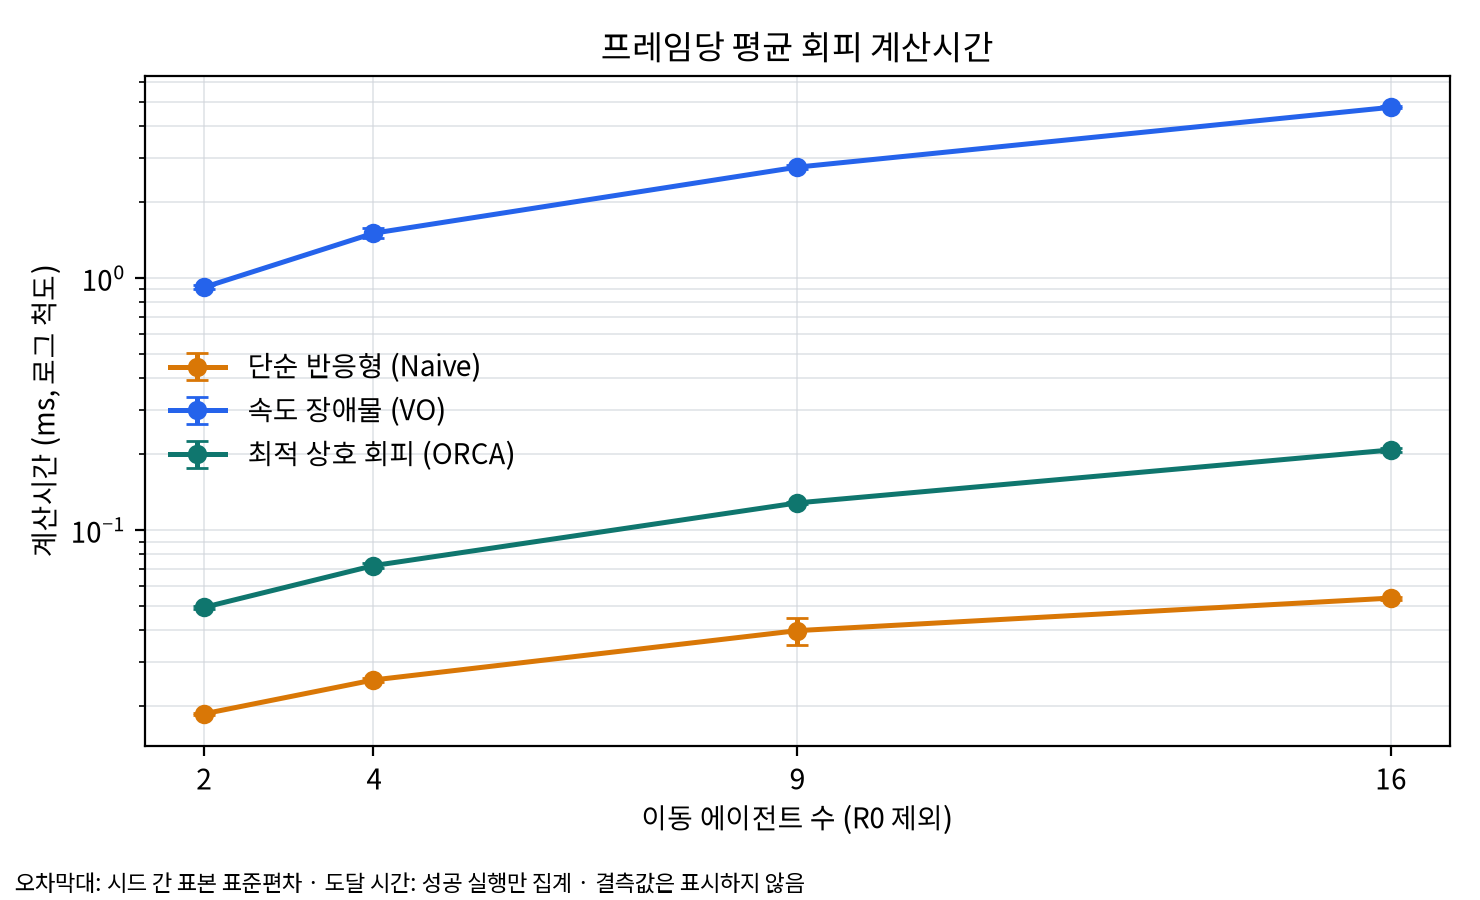 프레임당 평균 회피 계산시간
계산시간 (ms, 로그 척도)
10⁰
10⁻¹
단순 반응형 (Naive)
속도 장애물 (VO)
최적 상호 회피 (ORCA)
2 4 9 16
이동 에이전트 수 (R0 제외)
오차막대: 시드 간 표본 표준편차 · 도달 시간: 성공 실행만 집계 · 결측값은 표시하지 않음